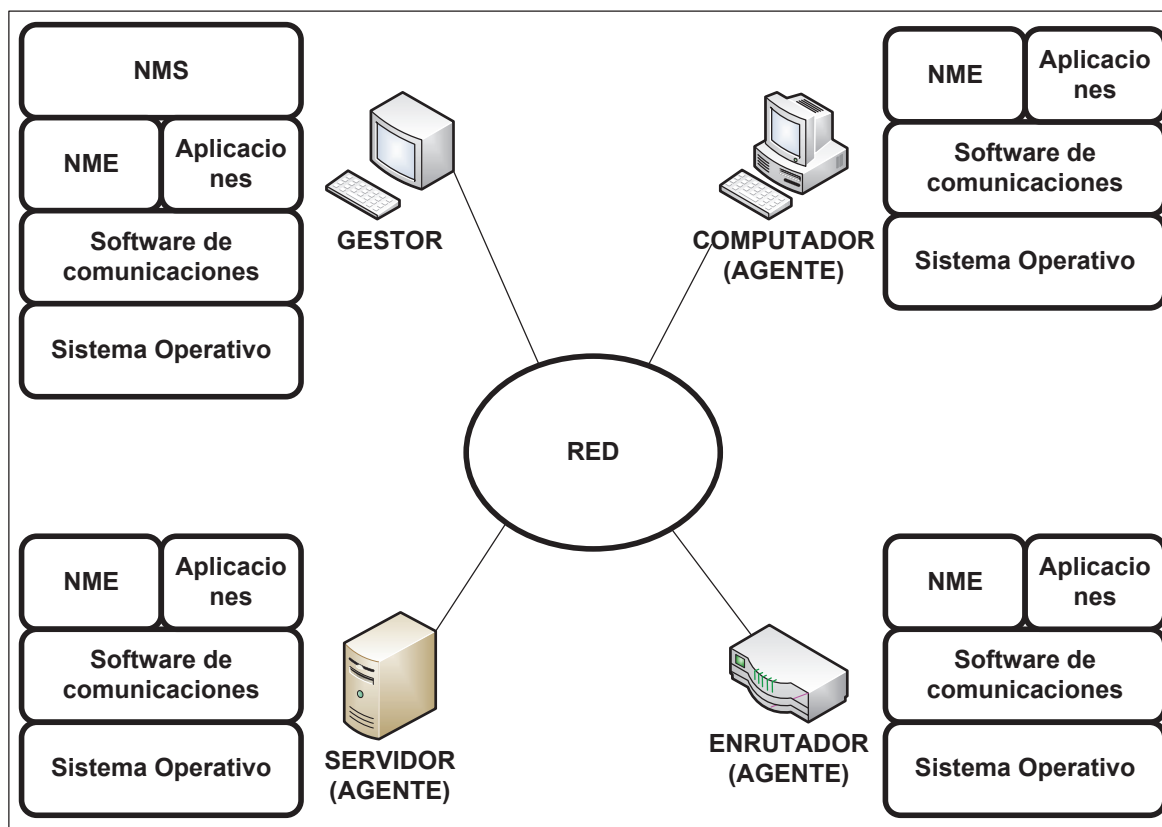 NMS
NME
Aplicacio
nes
Software de
comunicaciones
Sistema Operativo
GESTOR
COMPUTADOR
(AGENTE)
NME
Aplicacio
nes
Software de
comunicaciones
Sistema Operativo
RED
NME
Aplicacio
nes
Software de
comunicaciones
Sistema Operativo
SERVIDOR
(AGENTE)
ENRUTADOR
(AGENTE)
NME
Aplicacio
nes
Software de
comunicaciones
Sistema Operativo